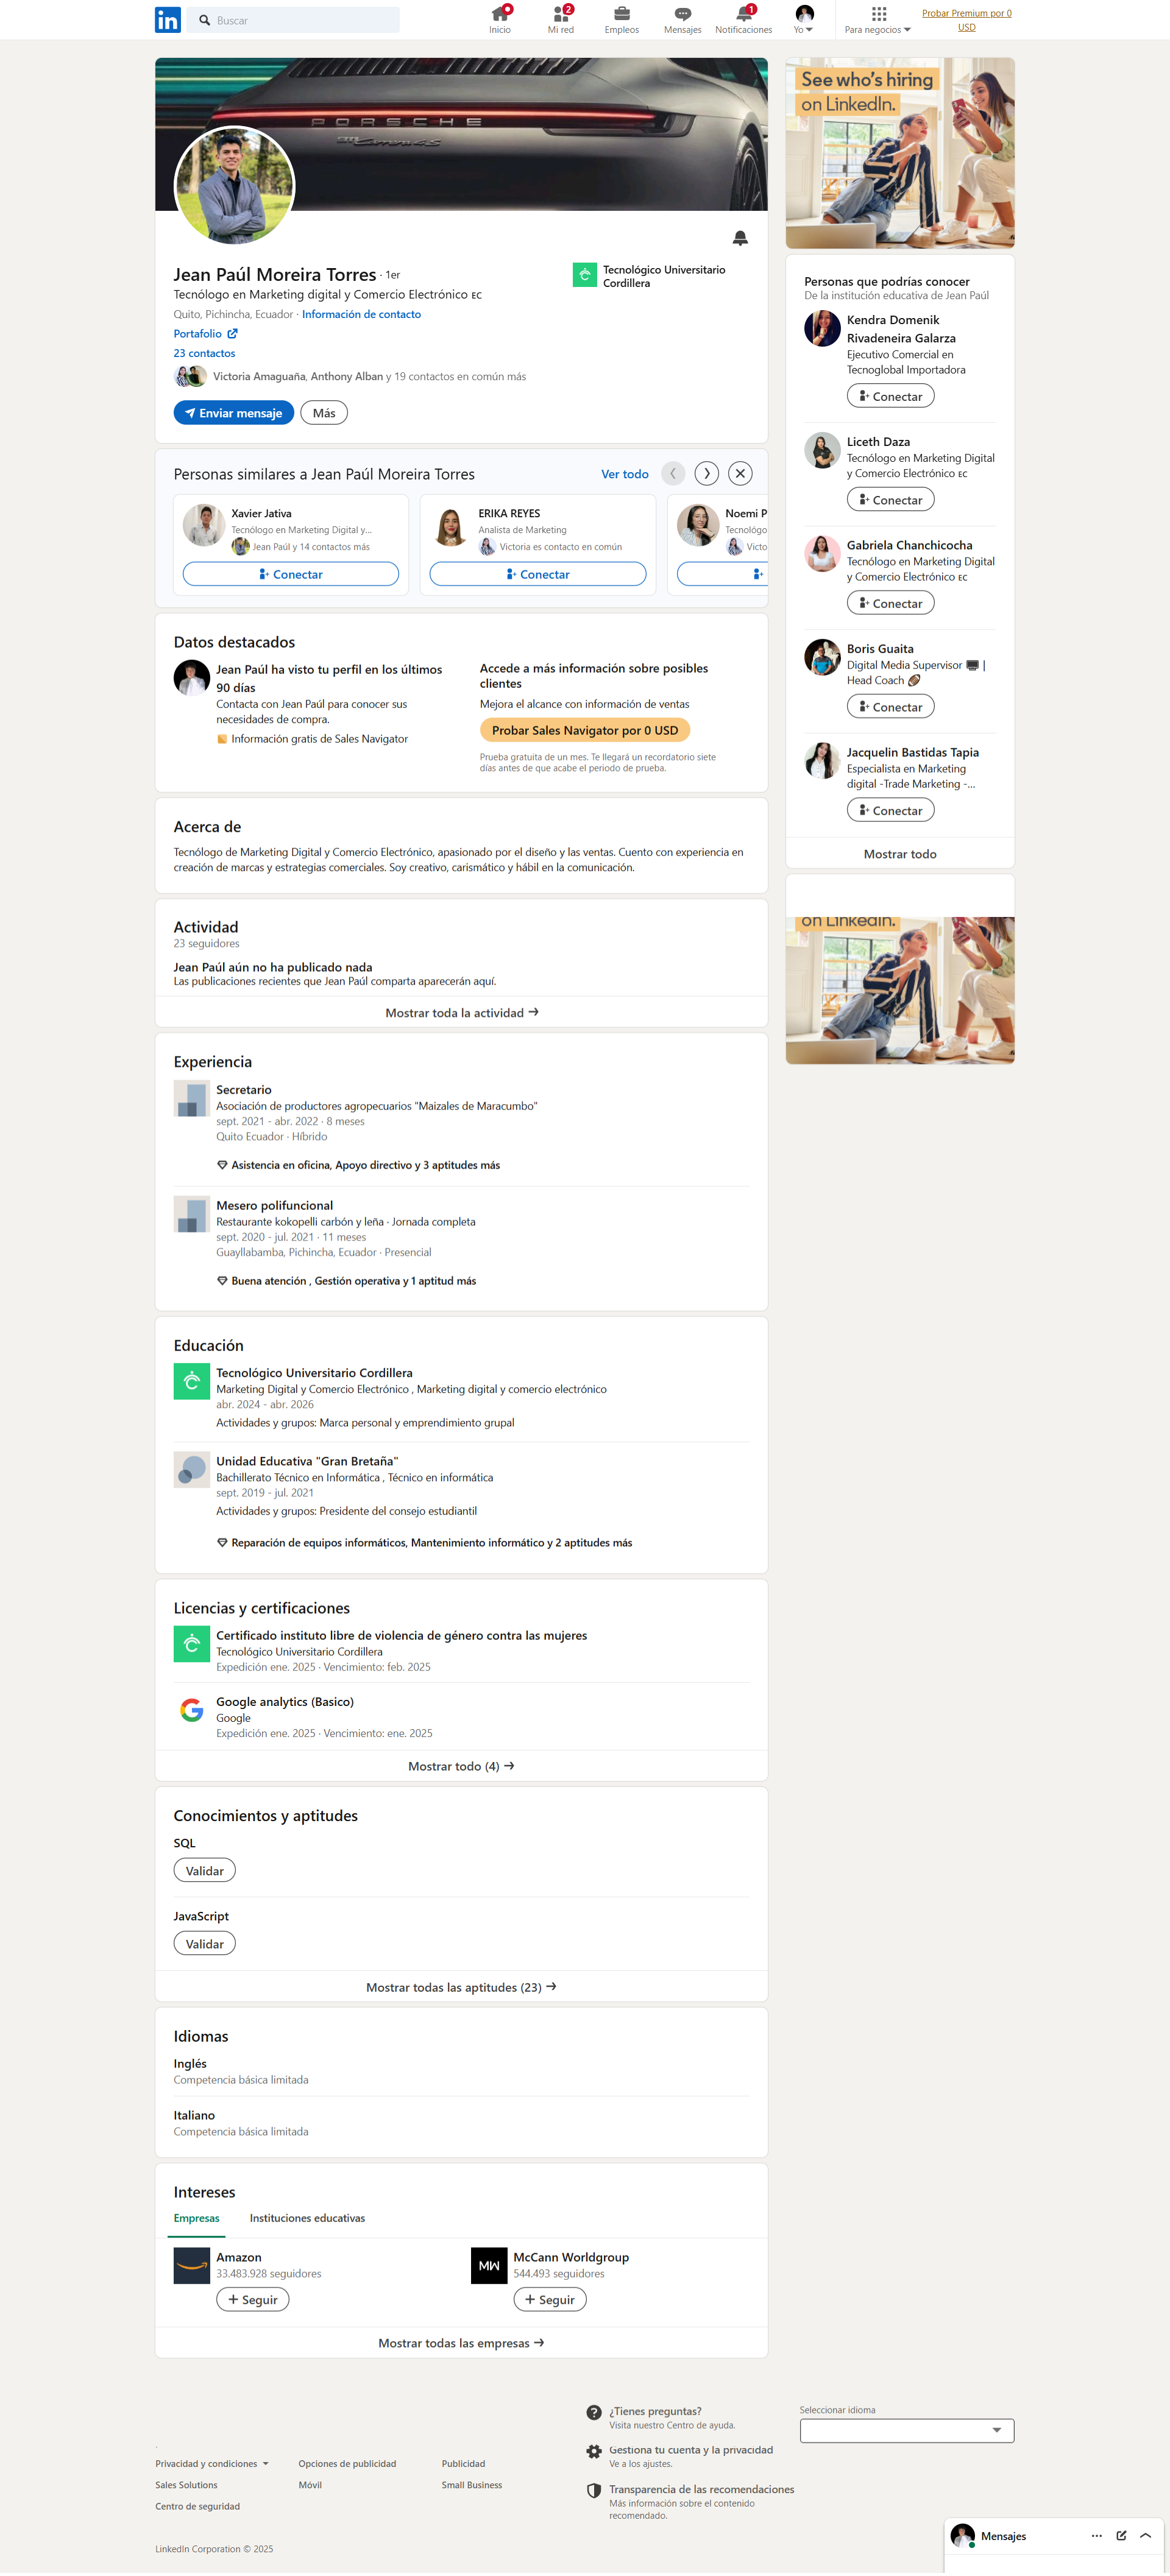 in
Buscar
Inicio
2
Mi red
Empleos
Mensajes
1
Notificaciones
Yo
Para negocios
Probar Premium por 0
USD
PORSCHE
Jean Paúl Moreira Torres · 1er
Tecnólogo en Marketing digital y Comercio Electrónico EC
Quito, Pichincha, Ecuador · Información de contacto
Portafolio
23 contactos
Victoria Amaguaña, Anthony Alban y 19 contactos en común más
Enviar mensaje
Más
Tecnológico Universitario
Cordillera
Personas similares a Jean Paúl Moreira Torres
Ver todo
Xavier Jativa
Tecnólogo en Marketing Digital y...
Jean Paúl y 14 contactos más
Conectar
ERIKA REYES
Analista de Marketing
Victoria es contacto en común
Conectar
Noemi P
Tecnólogo
Victo
Datos destacados
Jean Paúl ha visto tu perfil en los últimos
90 días
Contacta con Jean Paúl para conocer sus
necesidades de compra.
Información gratis de Sales Navigator
Accede a más información sobre posibles
clientes
Mejora el alcance con información de ventas
Probar Sales Navigator por 0 USD
Prueba gratuita de un mes. Te llegará un recordatorio siete
días antes de que acabe el periodo de prueba.
Acerca de
Tecnólogo de Marketing Digital y Comercio Electrónico, apasionado por el diseño y las ventas. Cuento con experiencia en
creación de marcas y estrategias comerciales. Soy creativo, carismático y hábil en la comunicación.
Actividad
23 seguidores
Jean Paúl aún no ha publicado nada
Las publicaciones recientes que Jean Paúl comparta aparecerán aquí.
Mostrar toda la actividad
Experiencia
Secretario
Asociación de productores agropecuarios "Maizales de Maracumbo"
sept. 2021 - abr. 2022 · 8 meses
Quito Ecuador · Híbrido
Asistencia en oficina, Apoyo directivo y 3 aptitudes más
Mesero polifuncional
Restaurante kokopelli carbón y leña · Jornada completa
sept. 2020 - jul. 2021 · 11 meses
Guayllabamba, Pichincha, Ecuador · Presencial
Buena atención , Gestión operativa y 1 aptitud más
Educación
Tecnológico Universitario Cordillera
Marketing Digital y Comercio Electrónico , Marketing digital y comercio electrónico
abr. 2024 - abr. 2026
Actividades y grupos: Marca personal y emprendimiento grupal
Unidad Educativa "Gran Bretaña"
Bachillerato Técnico en Informática , Técnico en informática
sept. 2019 - jul. 2021
Actividades y grupos: Presidente del consejo estudiantil
Reparación de equipos informáticos, Mantenimiento informático y 2 aptitudes más
Licencias y certificaciones
Certificado instituto libre de violencia de género contra las mujeres
Tecnológico Universitario Cordillera
Expedición ene. 2025 · Vencimiento: feb. 2025
Google analytics (Basico)
Google
Expedición ene. 2025 · Vencimiento: ene. 2025
Mostrar todo (4)
Conocimientos y aptitudes
SQL
Validar
JavaScript
Validar
Mostrar todas las aptitudes (23)
Idiomas
Inglés
Competencia básica limitada
Italiano
Competencia básica limitada
Intereses
Empresas
Instituciones educativas
Amazon
33.483.928 seguidores
Seguir
MW
McCann Worldgroup
544.493 seguidores
Seguir
Mostrar todas las empresas
See who's hiring
on LinkedIn.
Personas que podrías conocer
De la institución educativa de Jean Paúl
Kendra Domenik
Rivadeneira Galarza
Ejecutivo Comercial en
Tecnoglobal Importadora
Conectar
Liceth Daza
Tecnólogo en Marketing Digital
y Comercio Electrónico EC
Conectar
Gabriela Chanchicocha
Tecnólogo en Marketing Digital
y Comercio Electrónico EC
Conectar
Boris Guaita
Digital Media Supervisor |
Head Coach
Conectar
Jacquelin Bastidas Tapia
Especialista en Marketing
digital -Trade Marketing -...
Conectar
Mostrar todo
on LinkedIn.
Privacidad y condiciones
Opciones de publicidad
Publicidad
Sales Solutions
Móvil
Small Business
Centro de seguridad
¿Tienes preguntas?
Visita nuestro Centro de ayuda.
Gestiona tu cuenta y la privacidad
Ve a los ajustes.
Transparencia de las recomendaciones
Más información sobre el contenido
recomendado.
Seleccionar idioma
LinkedIn Corporation © 2025
Mensajes